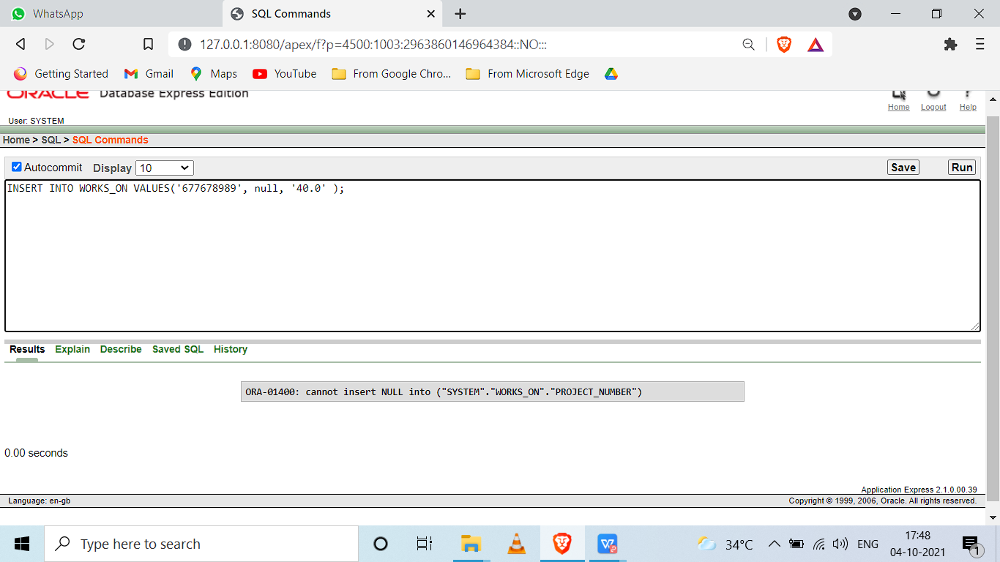 WhatsApp
SQL Commands
127.0.0.1:8080/apex/f?p=4500:1003:2963860146964384::NO:::
Getting Started Gmail Maps YouTube From Google Chro... From Microsoft Edge
ORACLE Database Express Edition
Home Logout Help
User: SYSTEM
Home > SQL > SQL Commands
Autocommit Display 10 Save Run
INSERT INTO WORKS_ON VALUES('677678989', null, '40.0' );
Results Explain Describe Saved SQL History
ORA-01400: cannot insert NULL into ("SYSTEM"."WORKS_ON"."PROJECT_NUMBER")
0.00 seconds
Application Express 2.1.0.00.39
Language: en-gb Copyright © 1999, 2006, Oracle. All rights reserved.
Type here to search
34°C ENG 17:48
04-10-2021
1